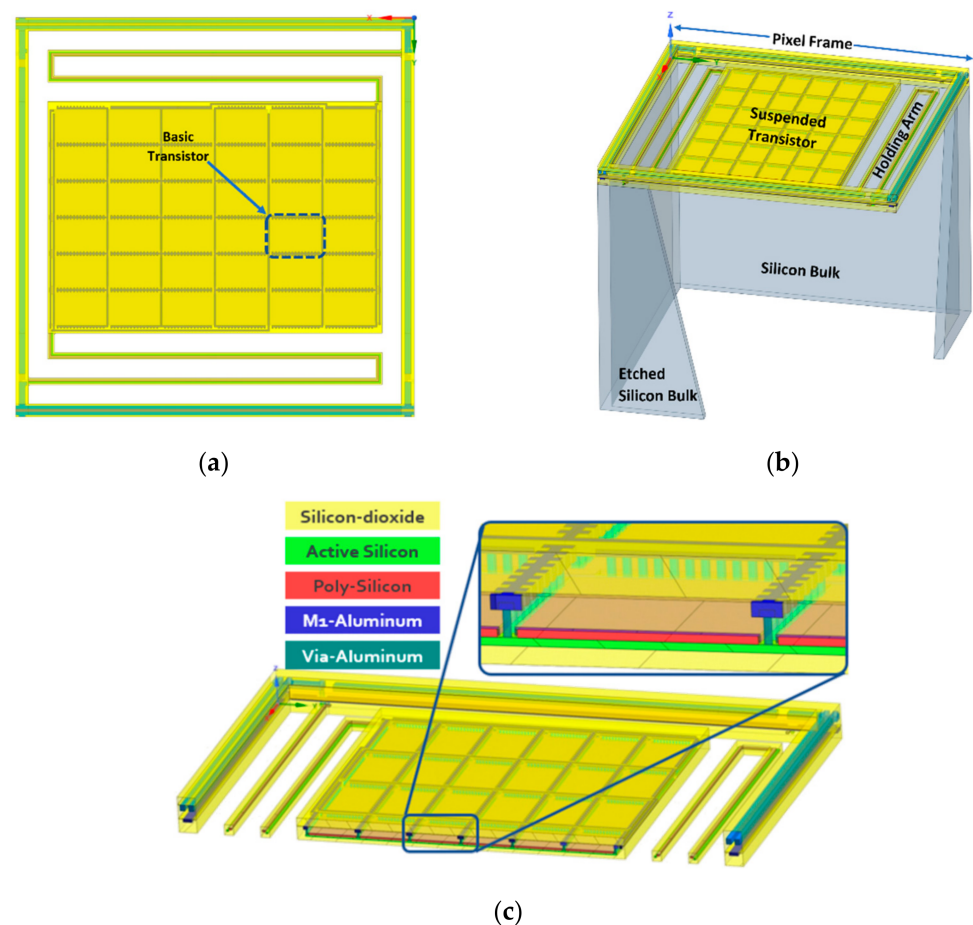 X
Y
Basic
Transistor
(a)
Z
Y
Pixel Frame
Suspended
Transistor
Holding Arm
Silicon Bulk
Etched
Silicon Bulk
(b)
Silicon-dioxide
Active Silicon
Poly-Silicon
M1-Aluminum
Via-Aluminum
Z
Y
(c)